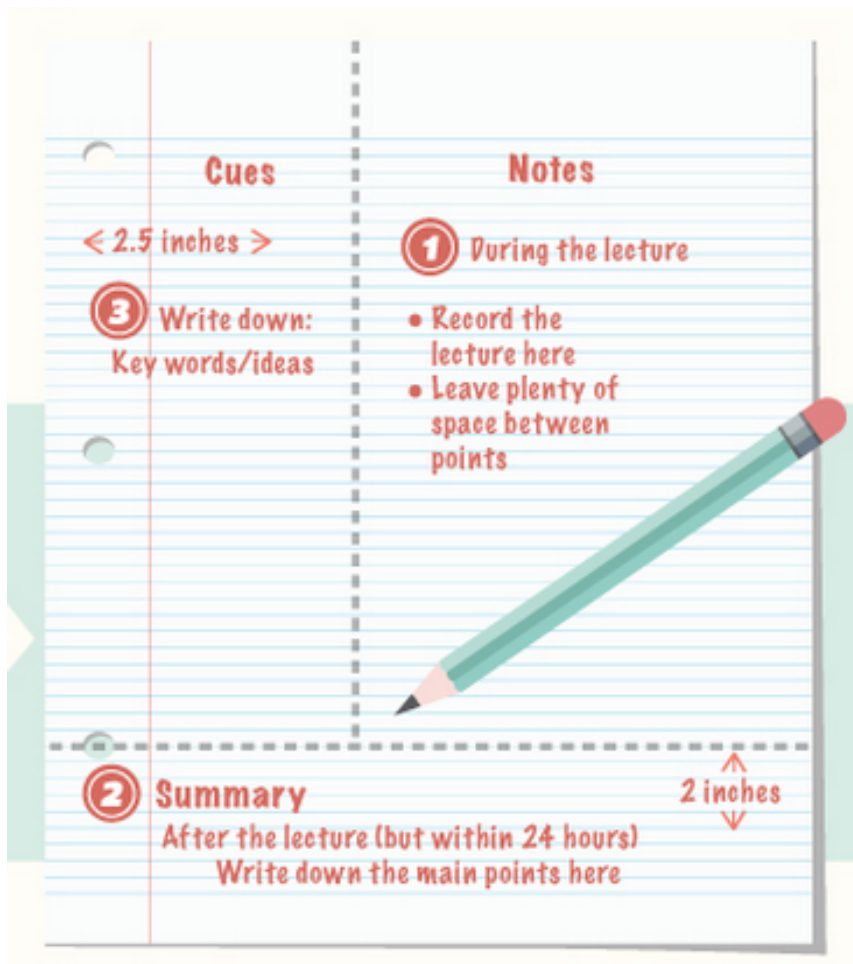 Cues
< 2.5 inches >
3 Write down:
Key words/ideas
Notes
1 During the lecture
• Record the
lecture here
• Leave plenty of
space between
points
2 Summary
2 inches
After the lecture (but within 24 hours)
Write down the main points here